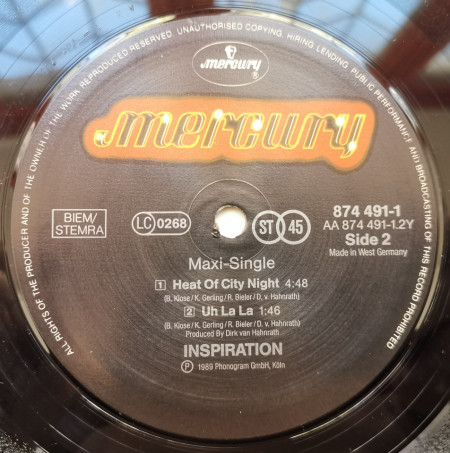 ALL RIGHTS OF THE PRODUCER AND OF THE OWNER OF THE WORK REPRODUCED RESERVED. UNAUTHORISED COPYING, HIRING, LENDING, PUBLIC PERFORMANCE AND BROADCASTING OF THIS RECORD PROHIBITED
mercury
®
mercury
BIEM/
STEMRA
LC 0268
ST 45
874 491-1
AA 874 491-1.2Y
Side 2
Made in West Germany
Maxi-Single
1 Heat Of City Night 4:48
(B. Klose/K. Gerling/R. Bieler/D. v. Hahnrath)
2 Uh La La 1:46
(B. Klose/K. Gerling/R. Bieler/D. v. Hahnrath)
Produced By Dirk van Hahnrath
INSPIRATION
Ⓟ 1989 Phonogram GmbH, Köln